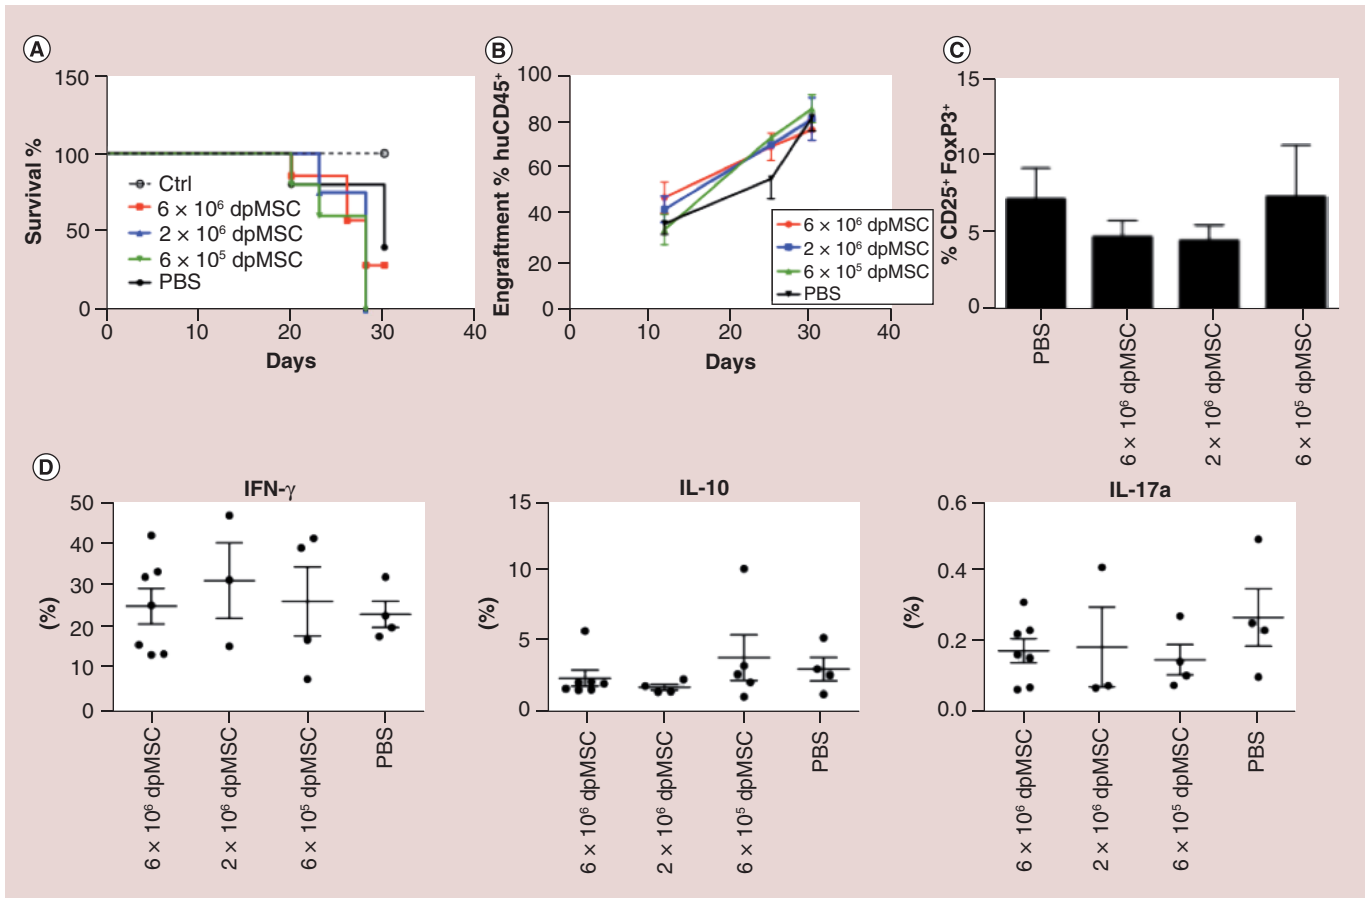 A
Survival %
150
100
50
0
0 10 20 30 40
Days
Ctrl
6 × 10⁶ dpMSC
2 × 10⁶ dpMSC
6 × 10⁵ dpMSC
PBS
B
Engraftment % huCD45⁺
100
80
60
40
20
0
0 10 20 30 40
Days
6 × 10⁶ dpMSC
2 × 10⁶ dpMSC
6 × 10⁵ dpMSC
PBS
C
% CD25⁺ FoxP3⁺
15
10
5
0
PBS
6 × 10⁶ dpMSC
2 × 10⁶ dpMSC
6 × 10⁵ dpMSC
D
IFN-γ
(%)
50
40
30
20
10
0
6 × 10⁶ dpMSC
2 × 10⁶ dpMSC
6 × 10⁵ dpMSC
PBS
IL-10
(%)
15
10
5
0
6 × 10⁶ dpMSC
2 × 10⁶ dpMSC
6 × 10⁵ dpMSC
PBS
IL-17a
(%)
0.6
0.4
0.2
0.0
6 × 10⁶ dpMSC
2 × 10⁶ dpMSC
6 × 10⁵ dpMSC
PBS